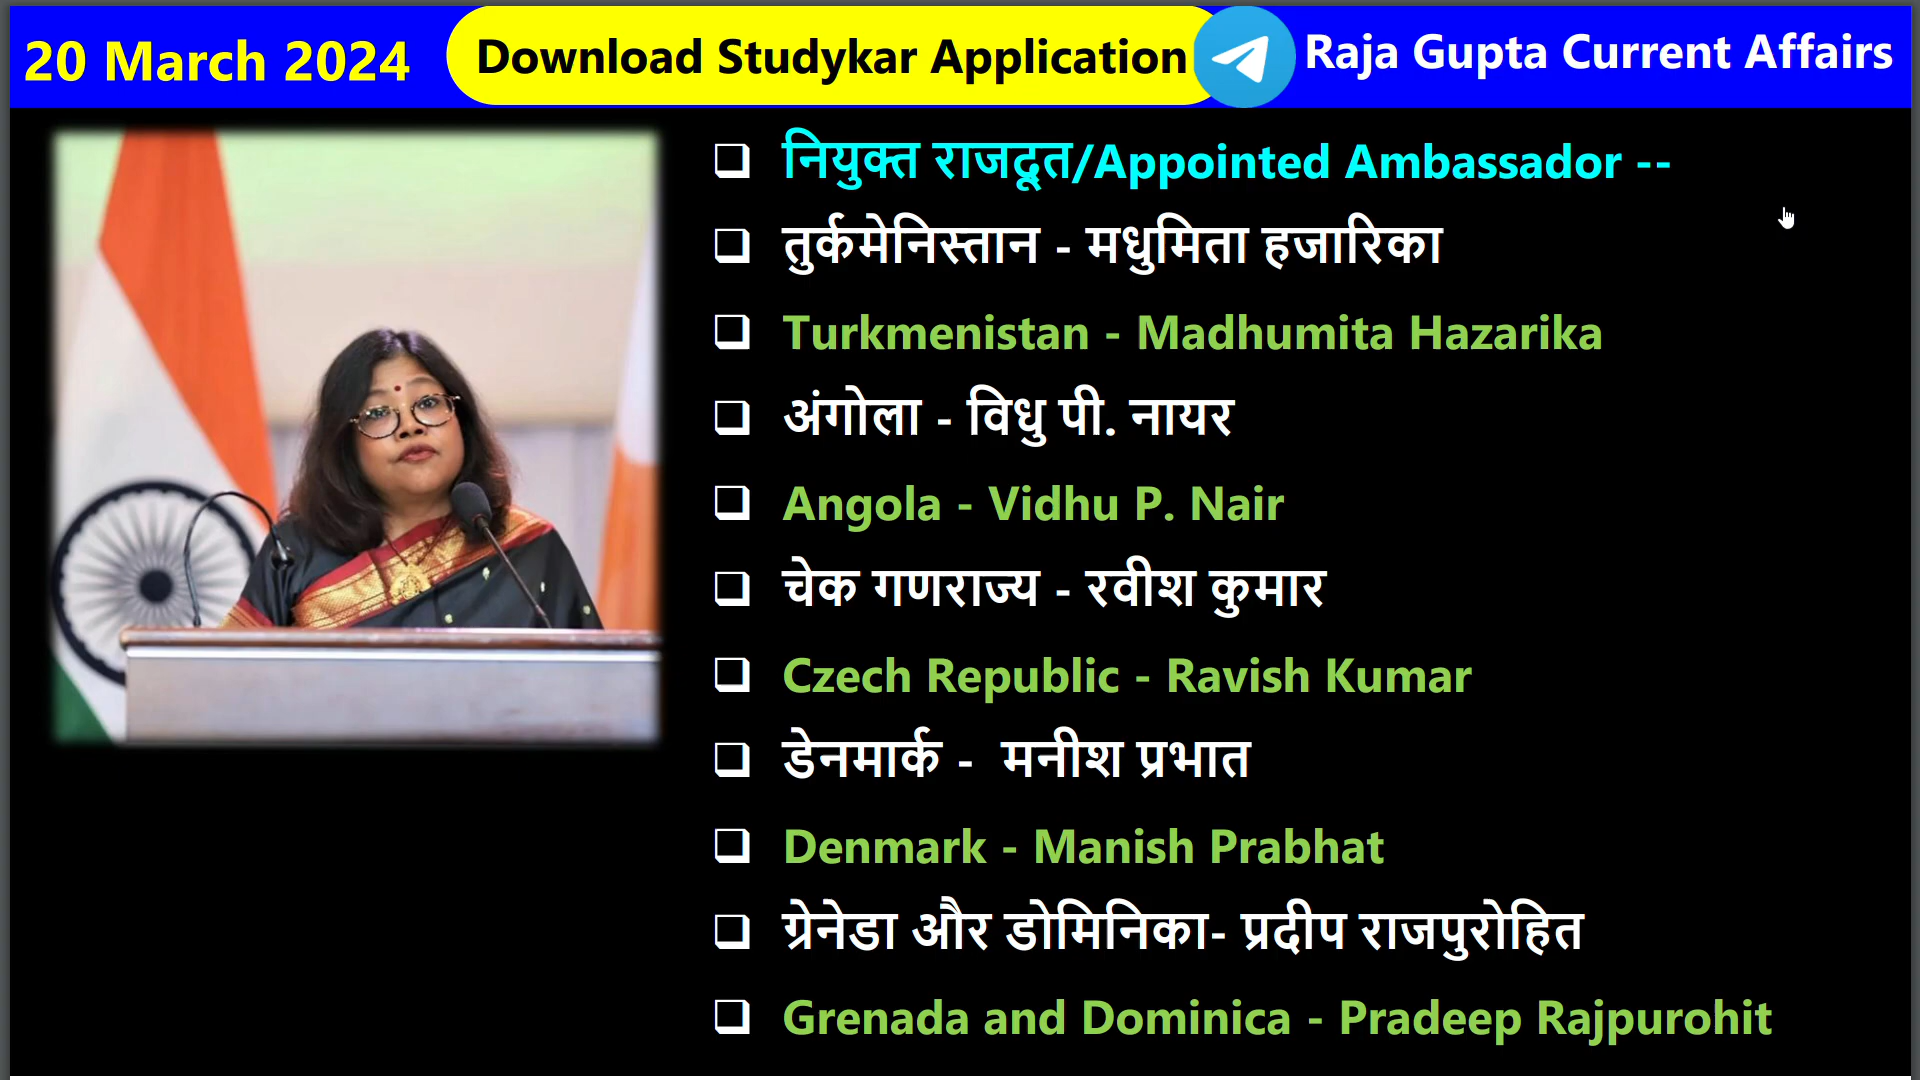 20 March 2024
Download Studykar Application
Raja Gupta Current Affairs
नियुक्त राजदूत/Appointed Ambassador --
तुर्कमेनिस्तान - मधुमिता हजारिका
Turkmenistan - Madhumita Hazarika
अंगोला - विधु पी. नायर
Angola - Vidhu P. Nair
चेक गणराज्य - रवीश कुमार
Czech Republic - Ravish Kumar
डेनमार्क - मनीश प्रभात
Denmark - Manish Prabhat
ग्रेनेडा और डोमिनिका- प्रदीप राजपुरोहित
Grenada and Dominica - Pradeep Rajpurohit